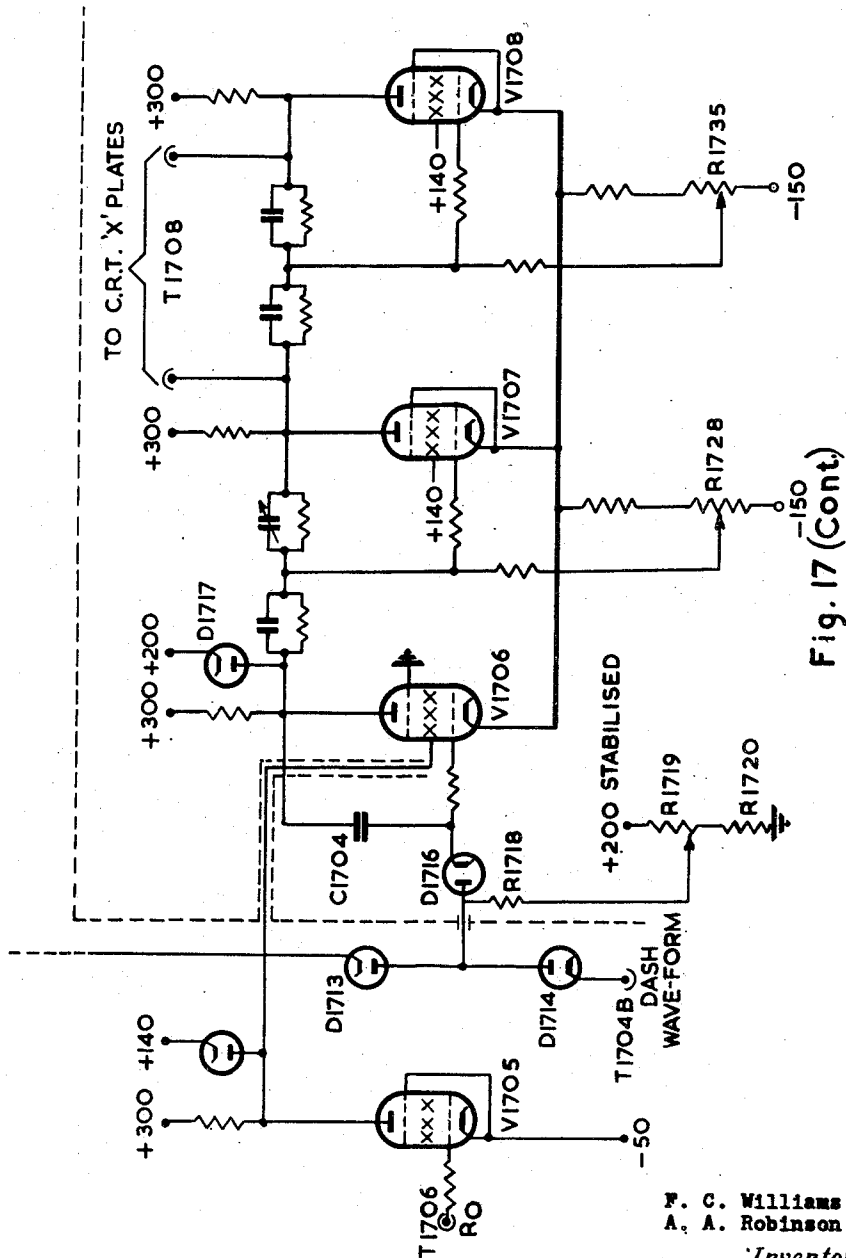 TO C.R.T. 'X' PLATES
T1708
+300
+140
+300
+200
+300
+300
D1717
V1705
V1706
V1707
V1708
+140
+140
T1706
R0
-50
D1713
D1714
T1704B
DASH
WAVE-FORM
C1704
D1716
R1718
+200 STABILISED
R1719
R1720
R1728
-150
R1735
-150
Fig. 17 (Cont.)
F. C. Williams
A. A. Robinson